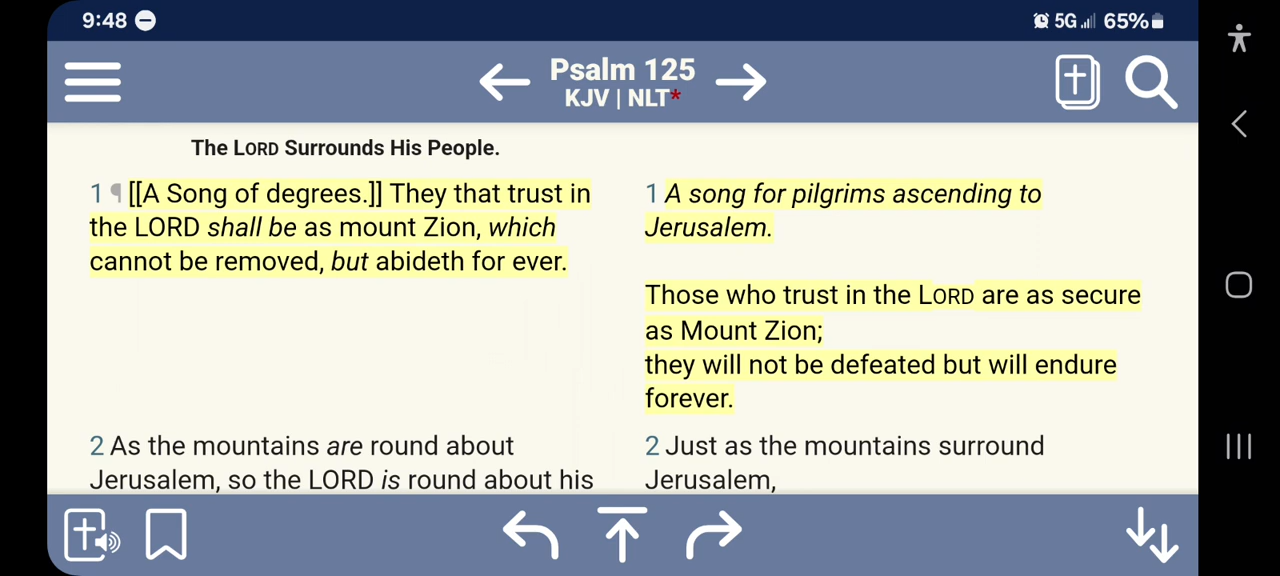 9:48
5G 65%
Psalm 125
KJV | NLT*
The LORD Surrounds His People.
1 ¶ [[A Song of degrees.]] They that trust in
the LORD shall be as mount Zion, which
cannot be removed, but abideth for ever.
2 As the mountains are round about
Jerusalem, so the LORD is round about his
1 A song for pilgrims ascending to
Jerusalem.
Those who trust in the LORD are as secure
as Mount Zion;
they will not be defeated but will endure
forever.
2 Just as the mountains surround
Jerusalem,